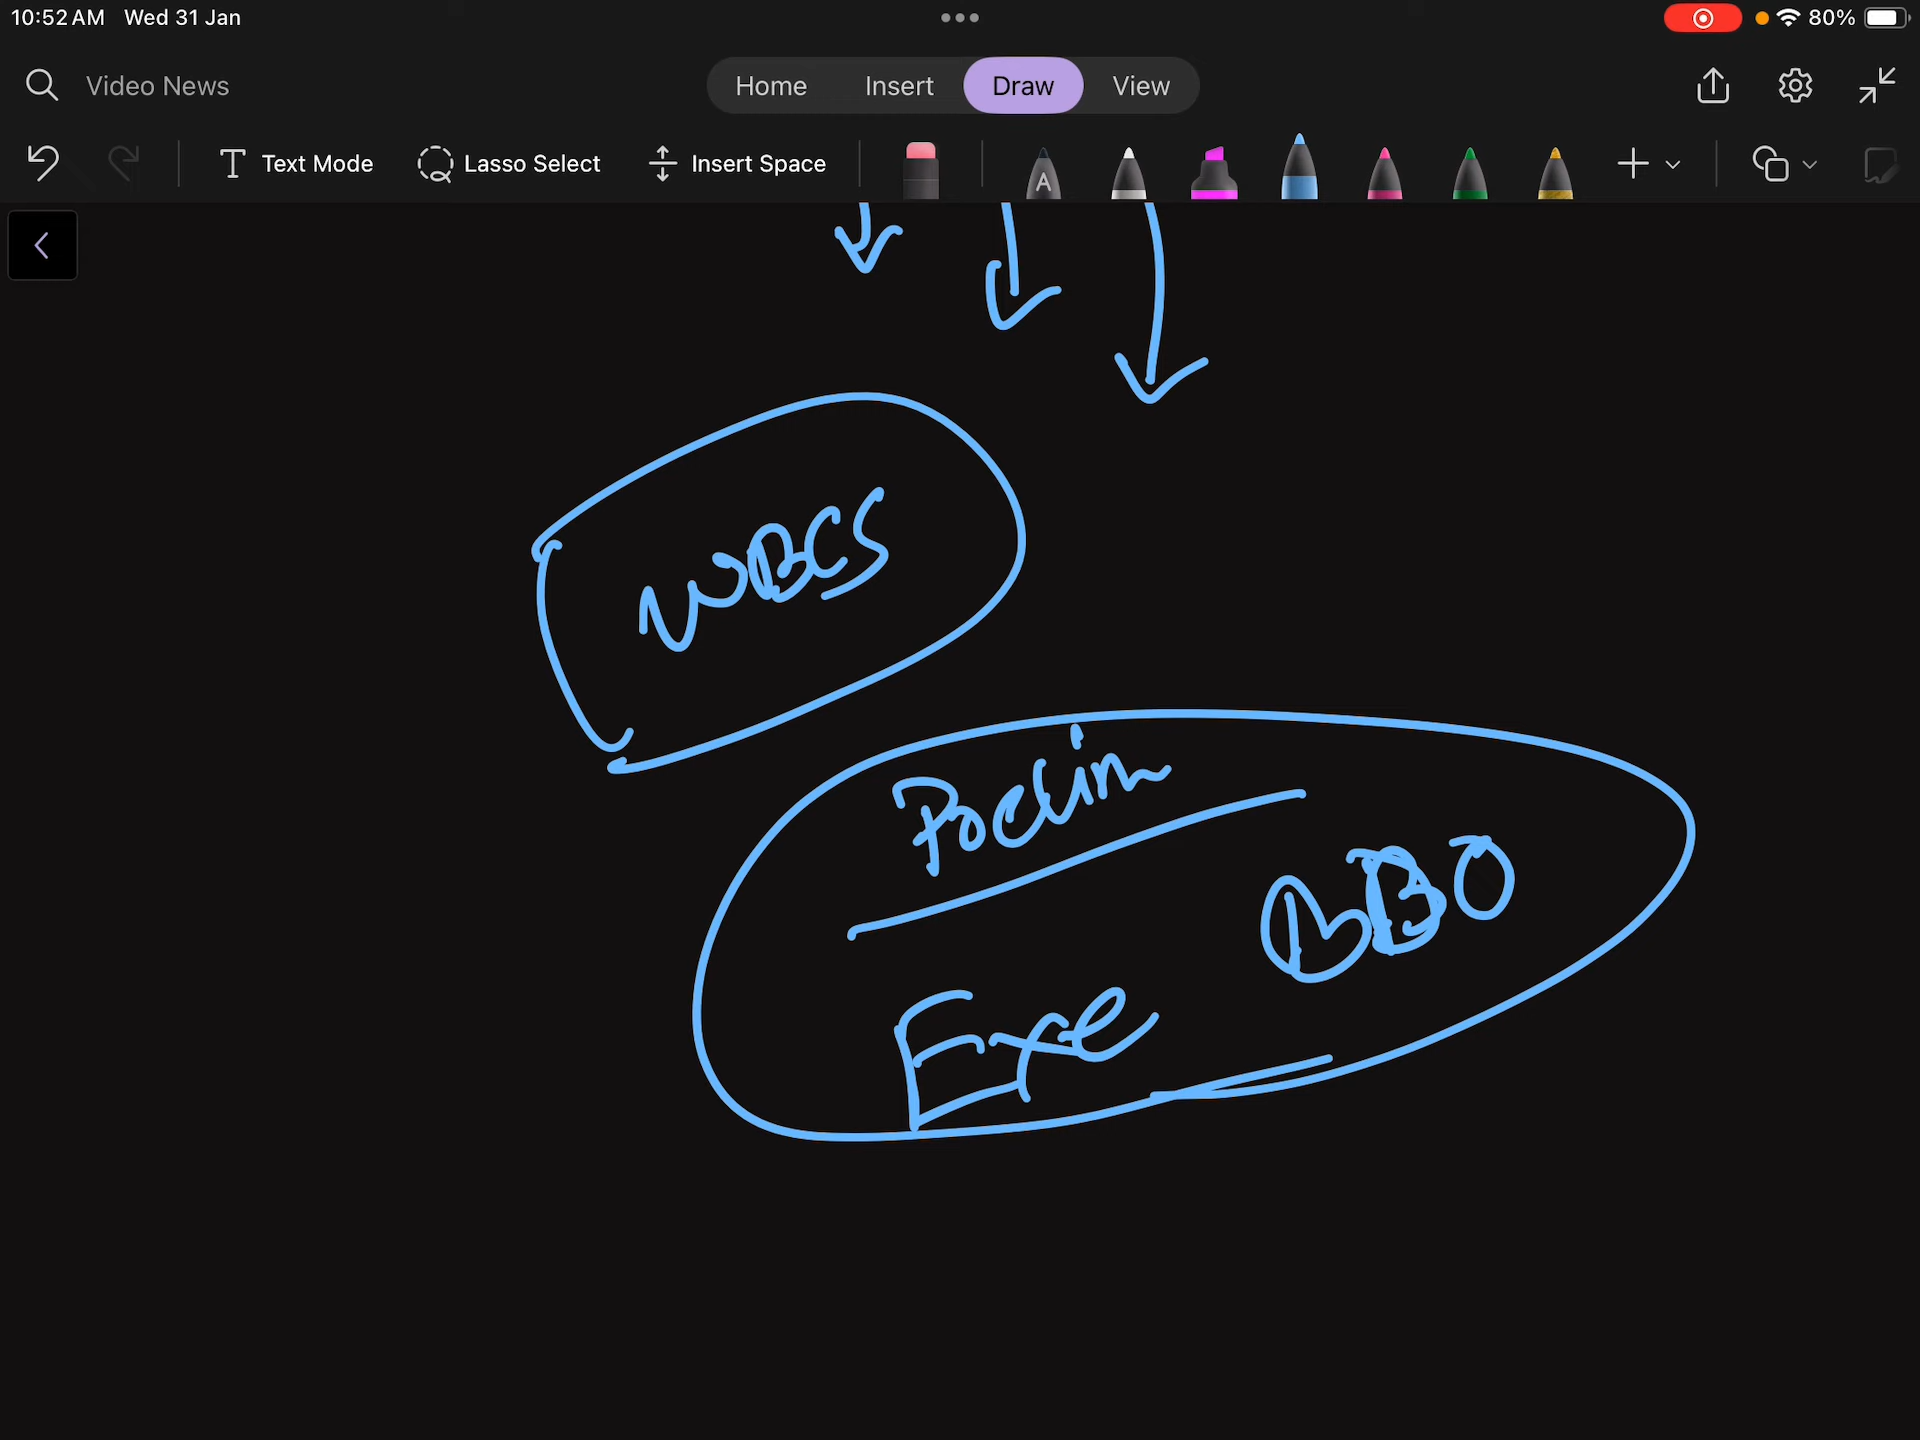 10:52 AM Wed 31 Jan 80%
Video News Home Insert Draw View
Text Mode Lasso Select Insert Space A
WBCS
Prelim
BDO
Exe